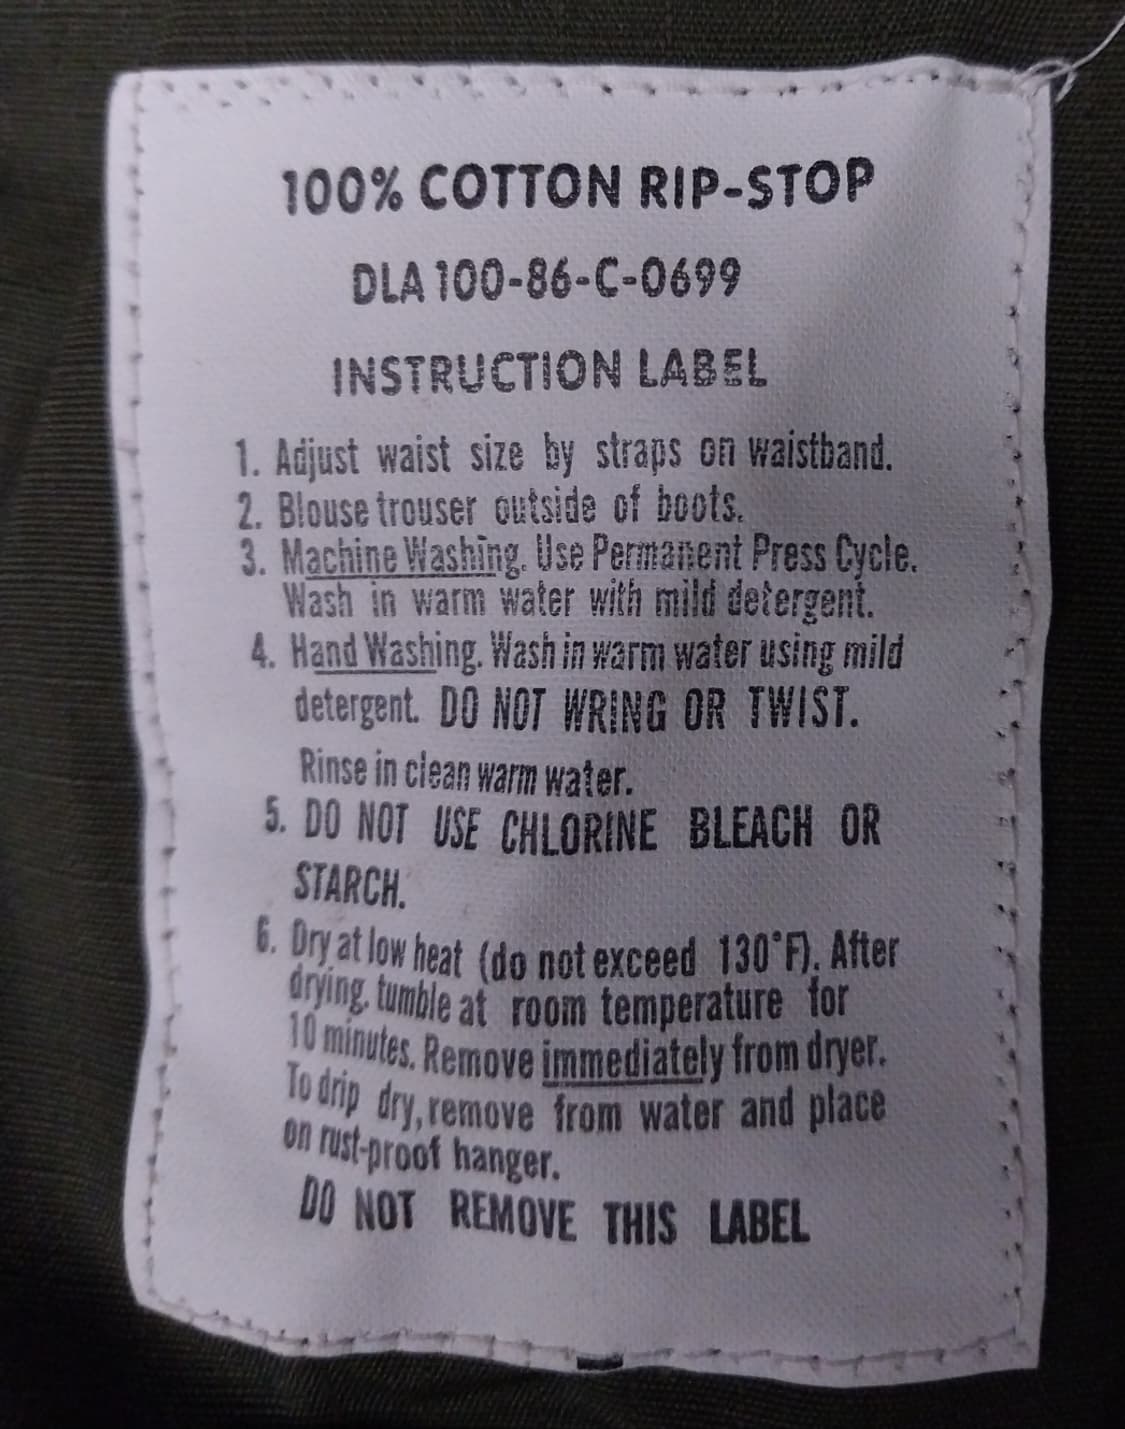 100% COTTON RIP-STOP
DLA 100-86-C-0699
INSTRUCTION LABEL
1. Adjust waist size by straps on waistband.
2. Blouse trouser outside of boots.
3. Machine Washing. Use Permanent Press Cycle.
Wash in warm water with mild detergent.
4. Hand Washing. Wash in warm water using mild
detergent. DO NOT WRING OR TWIST.
Rinse in clean warm water.
5. DO NOT USE CHLORINE BLEACH OR
STARCH.
6. Dry at low heat (do not exceed 130°F). After
drying, tumble at room temperature for
10 minutes. Remove immediately from dryer.
To drip dry, remove from water and place
on rust-proof hanger.
DO NOT REMOVE THIS LABEL